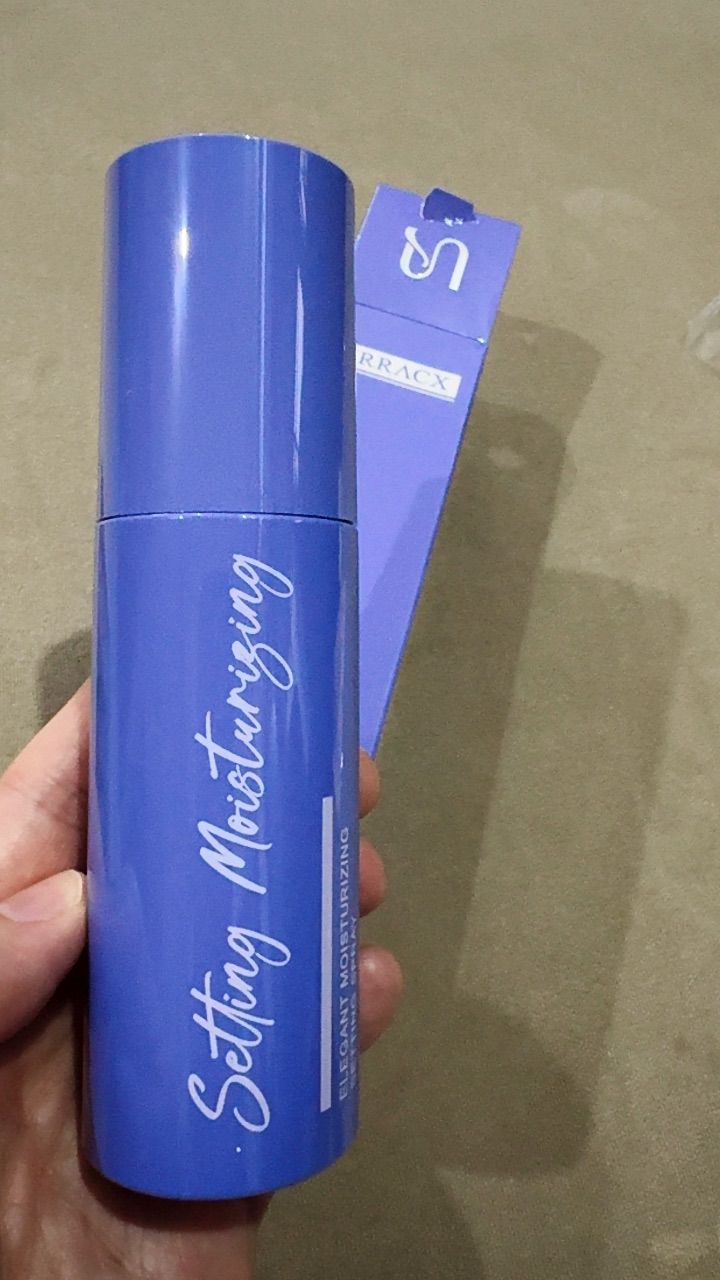 Setting Moisturizing
ELEGANT MOISTURIZING
SETTING SPRAY
RRACX